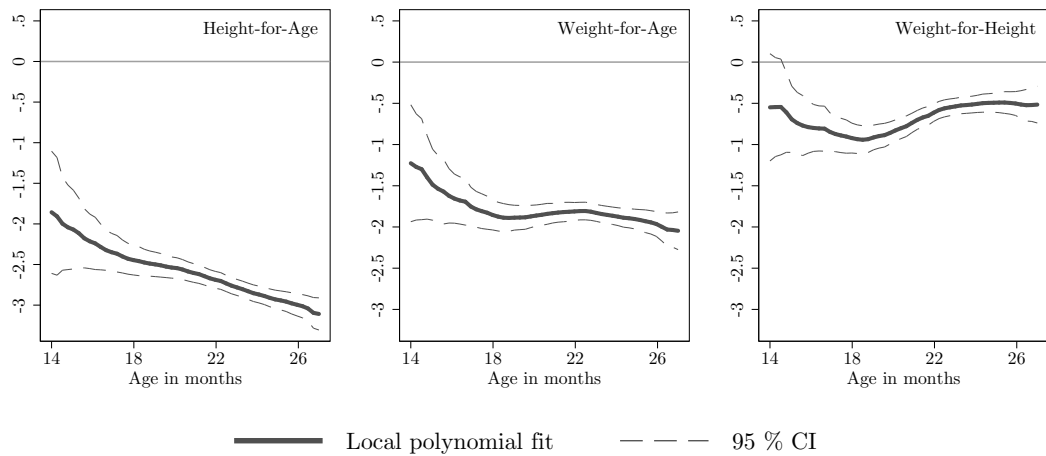 Height-for-Age
Weight-for-Age
Weight-for-Height
.5
0
-.5
-1
-1.5
-2
-2.5
-3
14 18 22 26
Age in months
.5
0
-.5
-1
-1.5
-2
-2.5
-3
14 18 22 26
Age in months
.5
0
-.5
-1
-1.5
-2
-2.5
-3
14 18 22 26
Age in months
Local polynomial fit
95 % CI